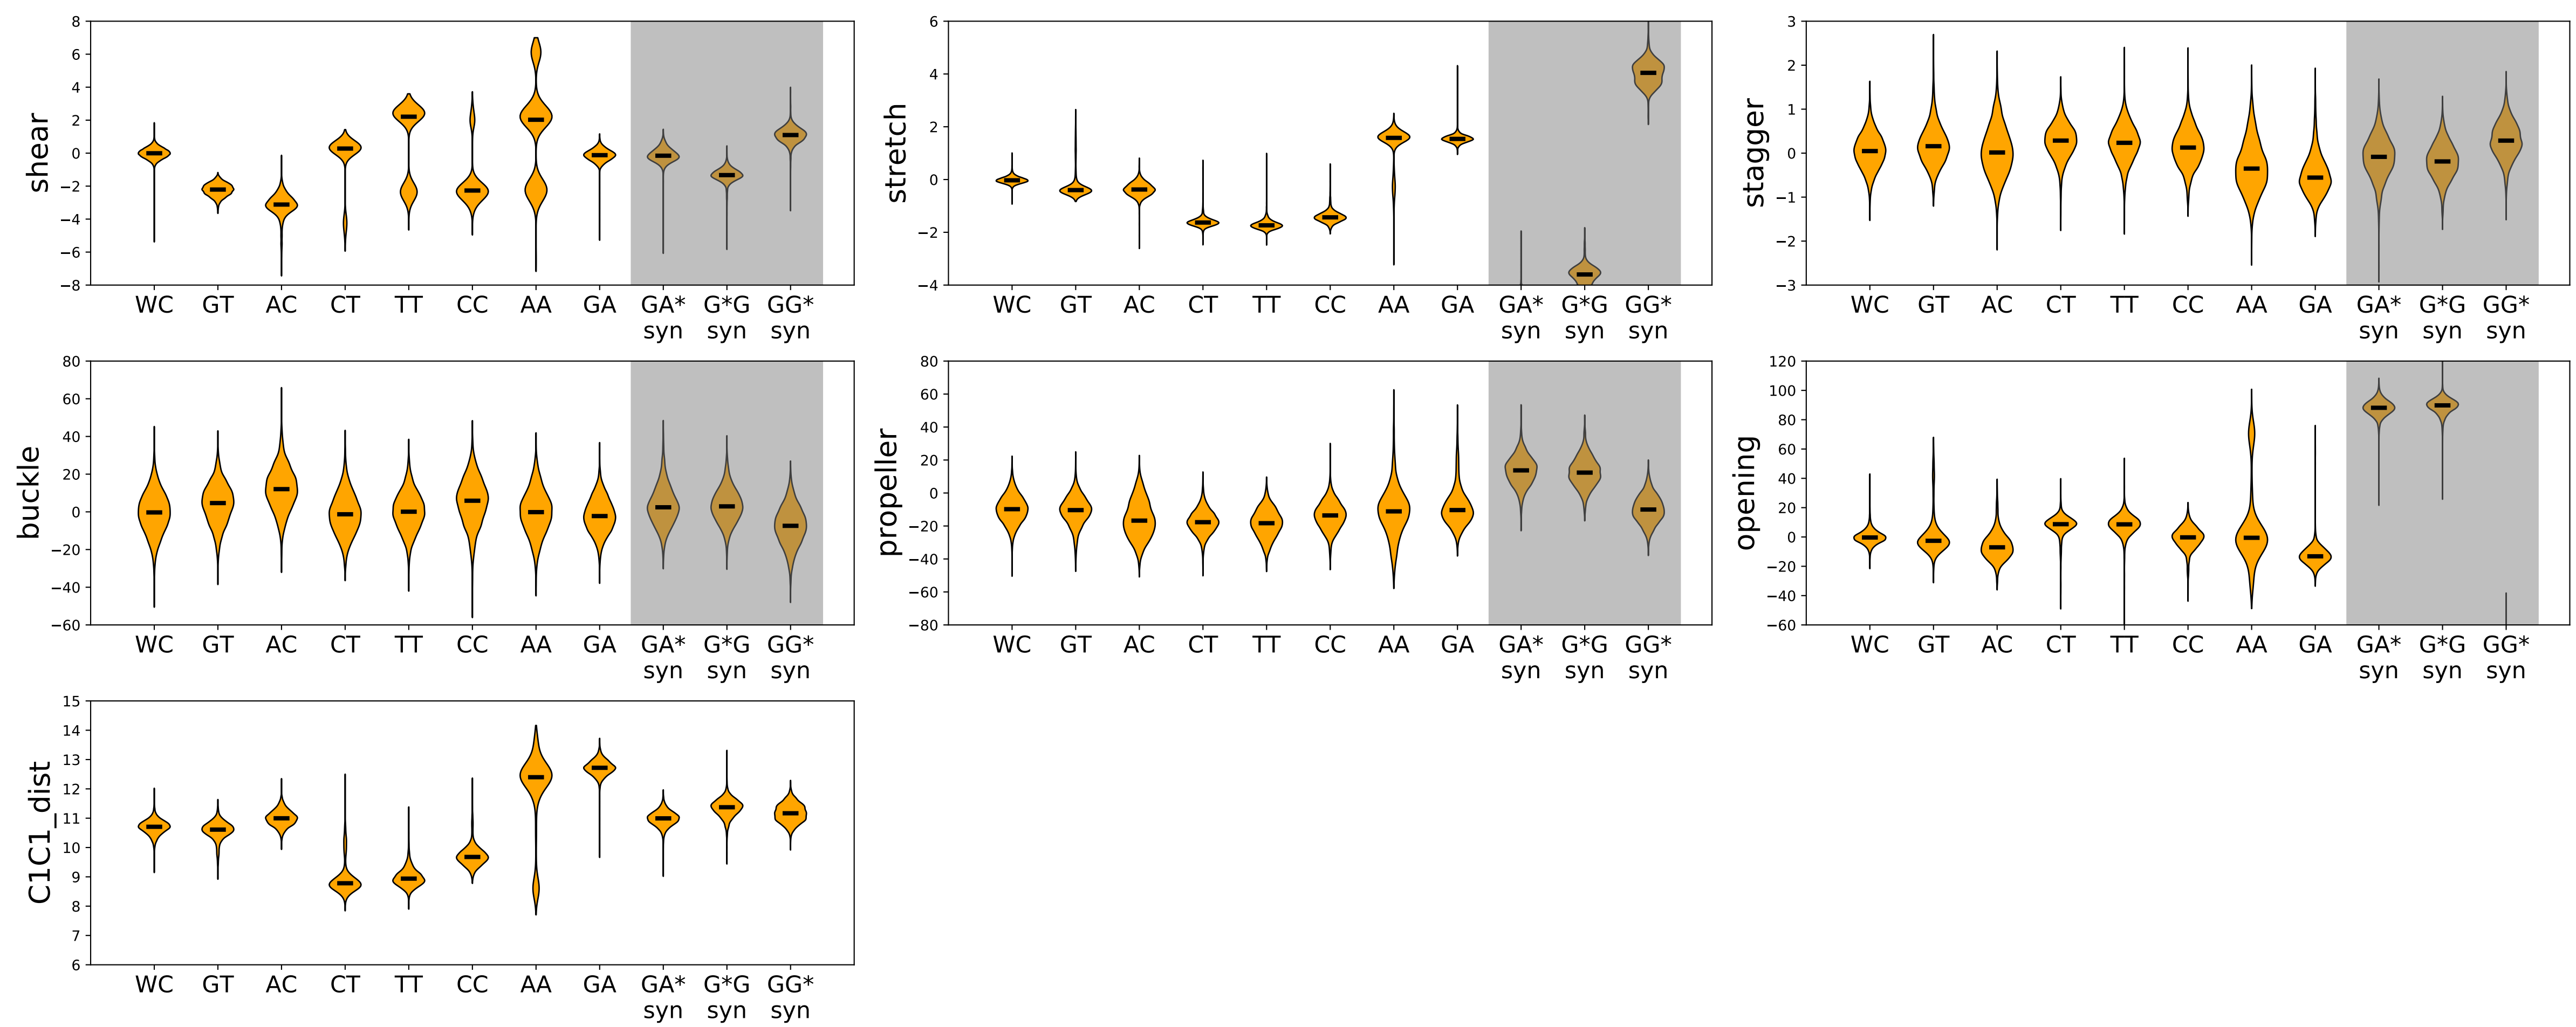 shear
8
6
4
2
0
−2
−4
−6
−8
WC GT AC CT TT CC AA GA GA* G*G GG*
syn syn syn
stretch
6
4
2
0
−2
−4
WC GT AC CT TT CC AA GA GA* G*G GG*
syn syn syn
stagger
3
2
1
0
−1
−2
−3
WC GT AC CT TT CC AA GA GA* G*G GG*
syn syn syn
buckle
80
60
40
20
0
−20
−40
−60
WC GT AC CT TT CC AA GA GA* G*G GG*
syn syn syn
propeller
80
60
40
20
0
−20
−40
−60
−80
WC GT AC CT TT CC AA GA GA* G*G GG*
syn syn syn
opening
120
100
80
60
40
20
0
−20
−40
−60
WC GT AC CT TT CC AA GA GA* G*G GG*
syn syn syn
C1C1_dist
15
14
13
12
11
10
9
8
7
6
WC GT AC CT TT CC AA GA GA* G*G GG*
syn syn syn